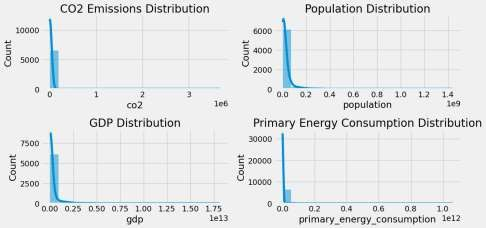 CO2 Emissions Distribution
Count
10000
5000
0
0
1
2
3
1e6
co2
Population Distribution
Count
6000
4000
2000
0
0.0
0.2
0.4
0.6
0.8
1.0
1.2
1.4
1e9
population
GDP Distribution
Count
7500
5000
2500
0
0.00
0.25
0.50
0.75
1.00
1.25
1.50
1.75
1e13
gdp
Primary Energy Consumption Distribution
Count
30000
20000
10000
0
0.0
0.2
0.4
0.6
0.8
1.0
1e12
primary_energy_consumption